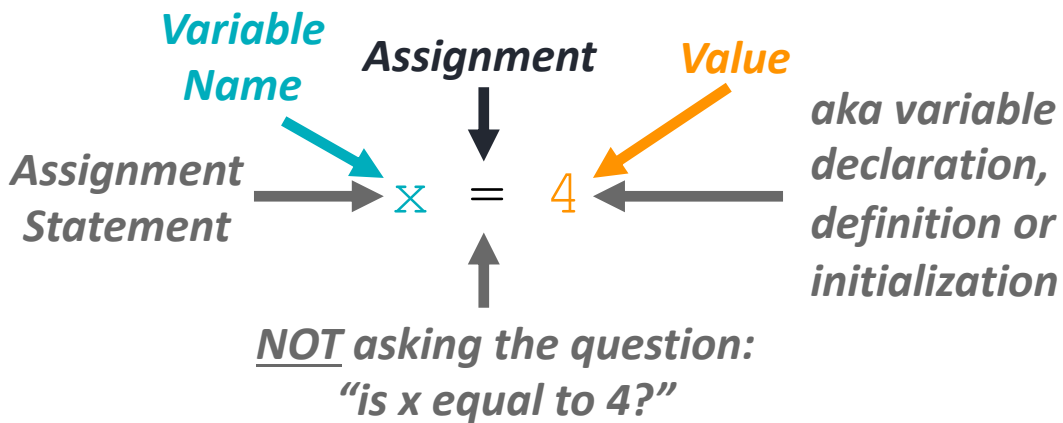 Variable
Name
Assignment
Value
Assignment
Statement
x = 4
aka variable
declaration,
definition or
initialization
NOT asking the question:
“is x equal to 4?”